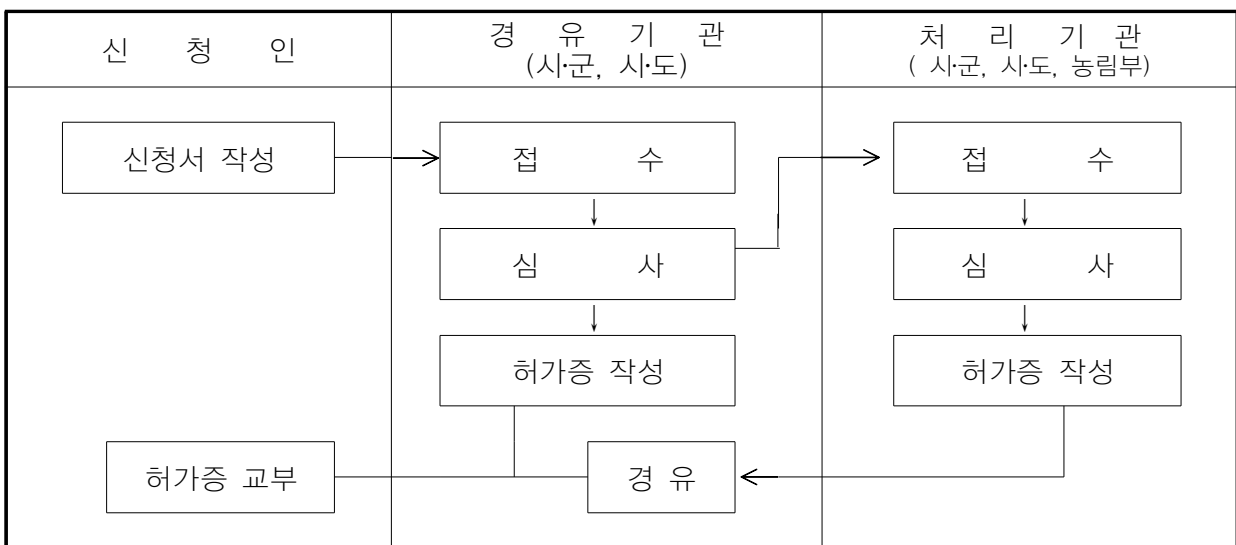 신 청 인
경 유 기 관
(시·군, 시·도)
처 리 기 관
( 시·군, 시·도, 농림부)
신청서 작성
접 수
접 수
심 사
심 사
허가증 작성
허가증 작성
허가증 교부
경 유